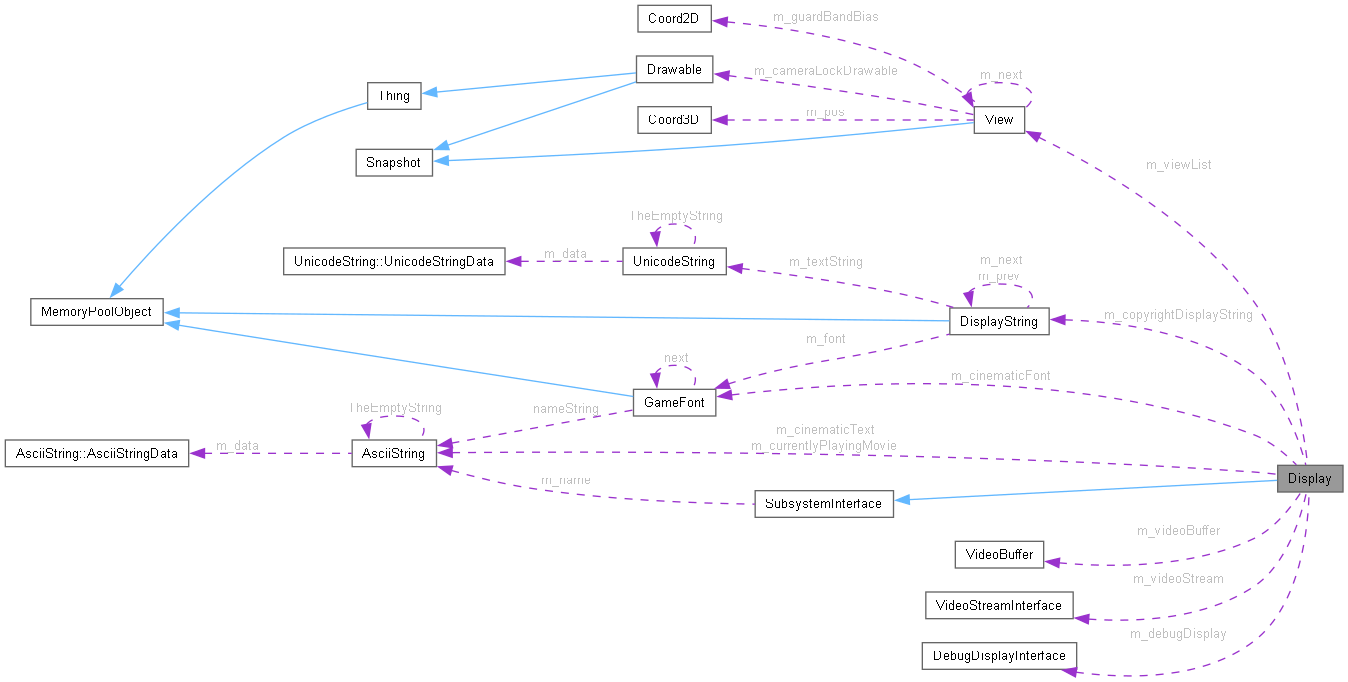 Coord2D
m_guardBandBias
Drawable
m_cameraLockDrawable
m_next
Thing
Coord3D
m_pos
View
Snapshot
m_viewList
TheEmptyString
UnicodeString::UnicodeStringData
m_data
UnicodeString
m_textString
m_next
m_prev
MemoryPoolObject
DisplayString
m_copyrightDisplayString
m_font
next
m_cinematicFont
GameFont
TheEmptyString
nameString
m_cinematicText
m_currentlyPlayingMovie
AsciiString::AsciiStringData
m_data
AsciiString
m_name
Display
SubsystemInterface
m_videoBuffer
VideoBuffer
m_videoStream
VideoStreamInterface
m_debugDisplay
DebugDisplayInterface